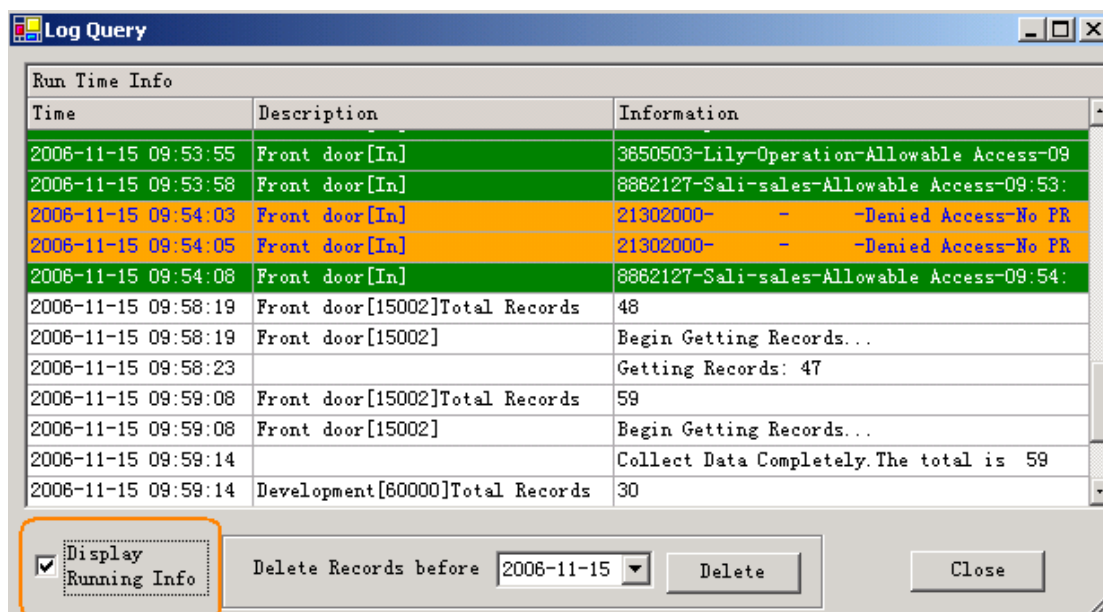 Log Query
Run Time Info
Time Description Information
2006-11-15 09:53:55 Front door[In] 3650503-Lily-Operation-Allowable Access-09
2006-11-15 09:53:58 Front door[In] 8862127-Sali-sales-Allowable Access-09:53:
2006-11-15 09:54:03 Front door[In] 21302000- - -Denied Access-No PR
2006-11-15 09:54:05 Front door[In] 21302000- - -Denied Access-No PR
2006-11-15 09:54:08 Front door[In] 8862127-Sali-sales-Allowable Access-09:54:
2006-11-15 09:58:19 Front door[15002]Total Records 48
2006-11-15 09:58:19 Front door[15002] Begin Getting Records...
2006-11-15 09:58:23 Getting Records: 47
2006-11-15 09:59:08 Front door[15002]Total Records 59
2006-11-15 09:59:08 Front door[15002] Begin Getting Records...
2006-11-15 09:59:14 Collect Data Completely.The total is 59
2006-11-15 09:59:14 Development[60000]Total Records 30
Display
Running Info
Delete Records before 2006-11-15 Delete Close